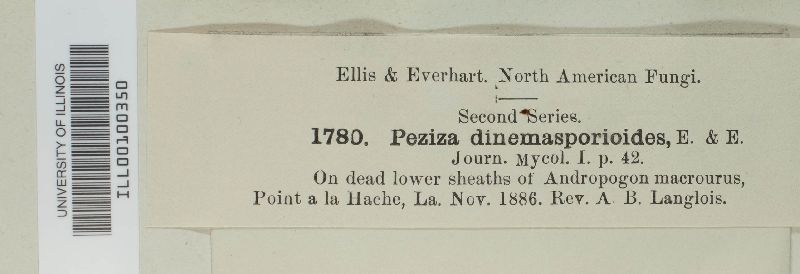 UNIVERSITY OF ILLINOIS
ILL00100350
Ellis & Everhart. North American Fungi.
Second Series.
1780. Peziza dinemasporioides, E. & E.
Journ. Mycol. I. p. 42.
On dead lower sheaths of Andropogon macrourus,
Point a la Hache, La. Nov. 1886. Rev. A. B. Langlois.